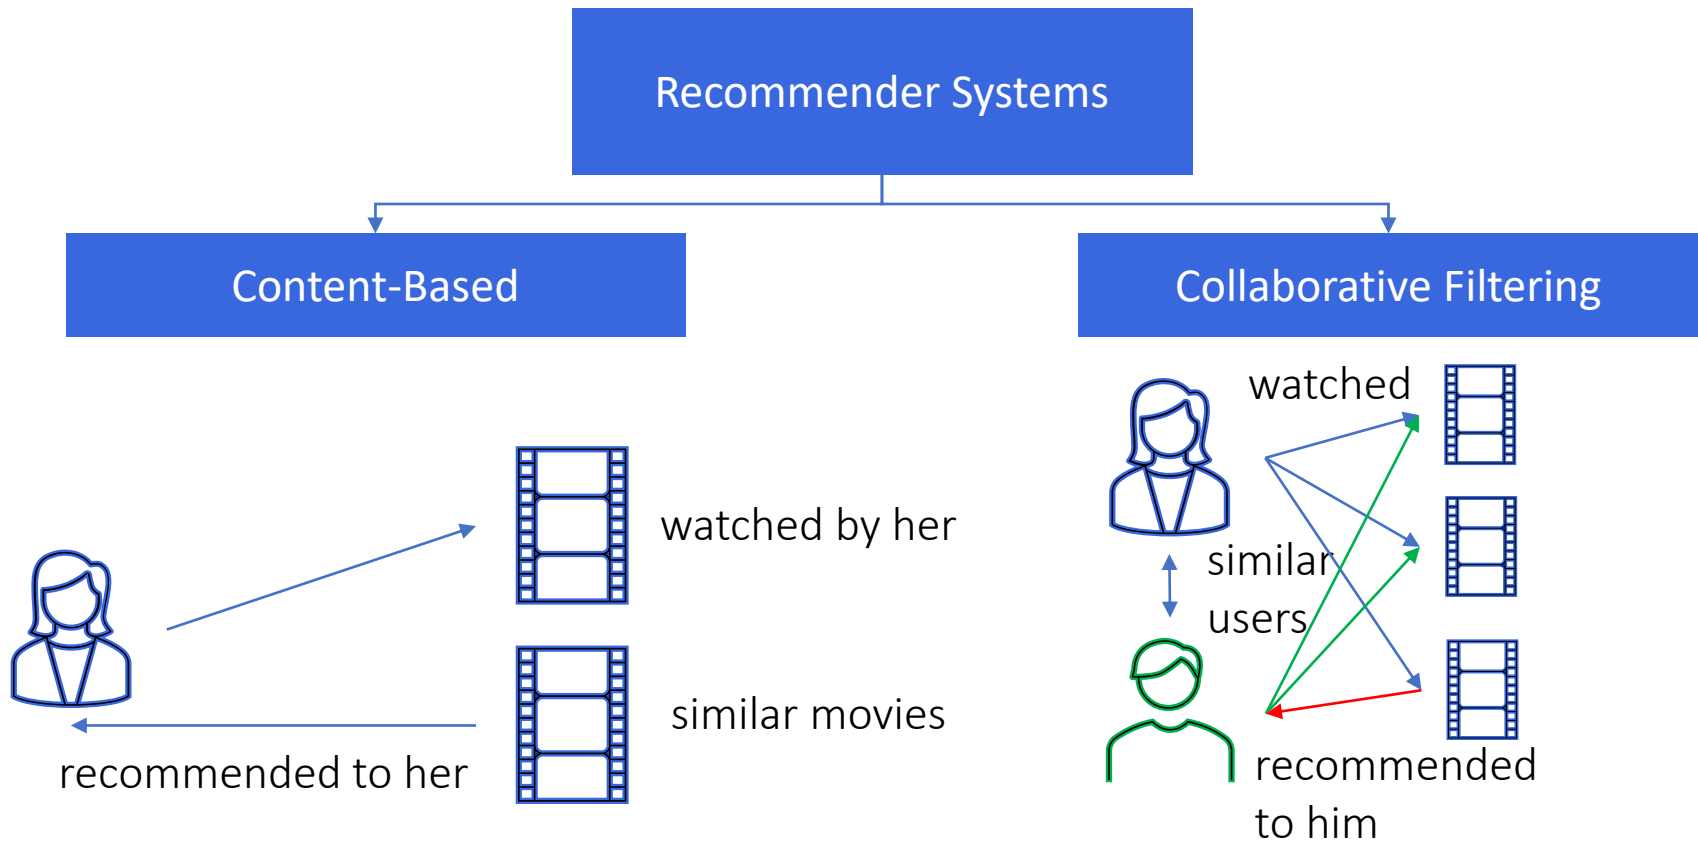 Recommender Systems
Content-Based
Collaborative Filtering
watched by her
similar movies
recommended to her
watched
similar
users
recommended
to him